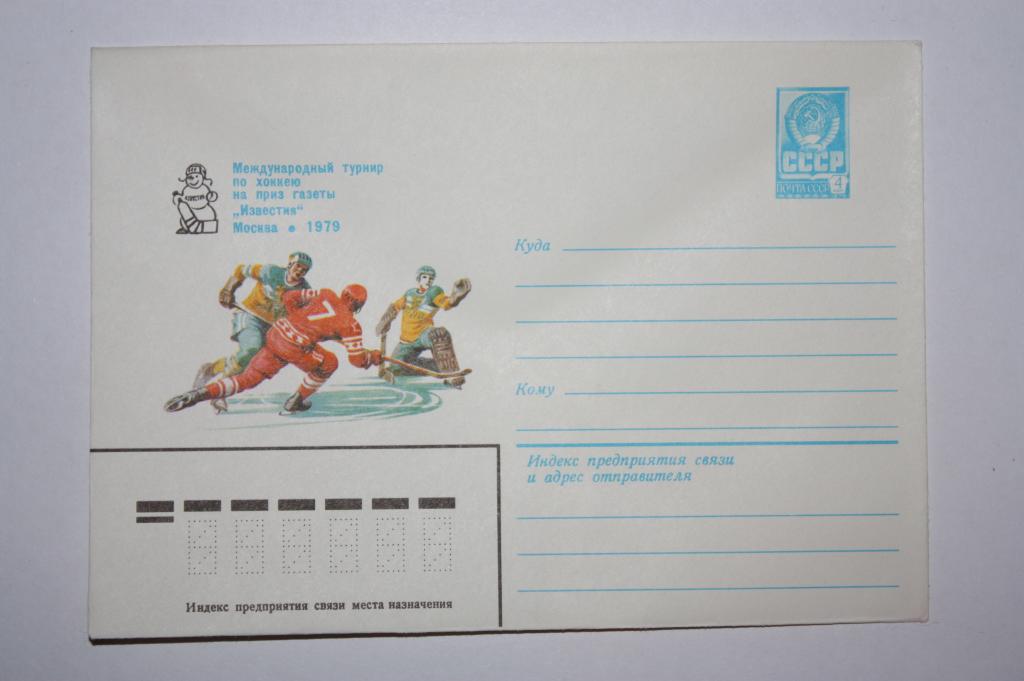 Международный турнир
по хоккею
на приз газеты
„Известия“
Москва • 1979
ИЗВЕСТИЯ
7
СССР
ПОЧТА СССР 4
Куда
Кому
Индекс предприятия связи
и адрес отправителя
Индекс предприятия связи места назначения